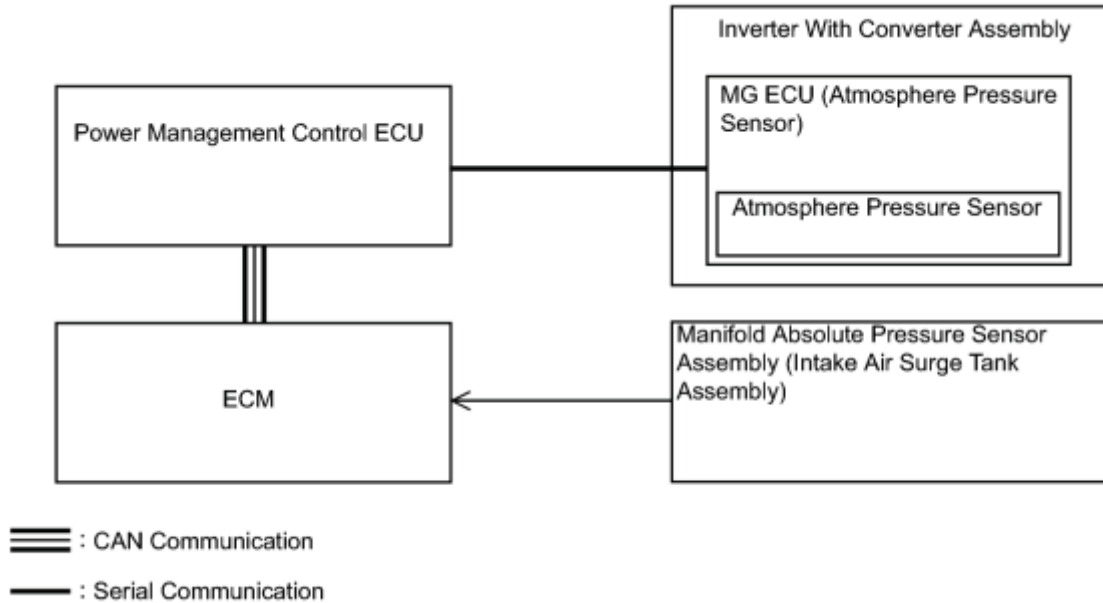 Inverter With Converter Assembly
Power Management Control ECU
MG ECU (Atmosphere Pressure
Sensor)
Atmosphere Pressure Sensor
ECM
Manifold Absolute Pressure Sensor
Assembly (Intake Air Surge Tank
Assembly)
: CAN Communication
: Serial Communication